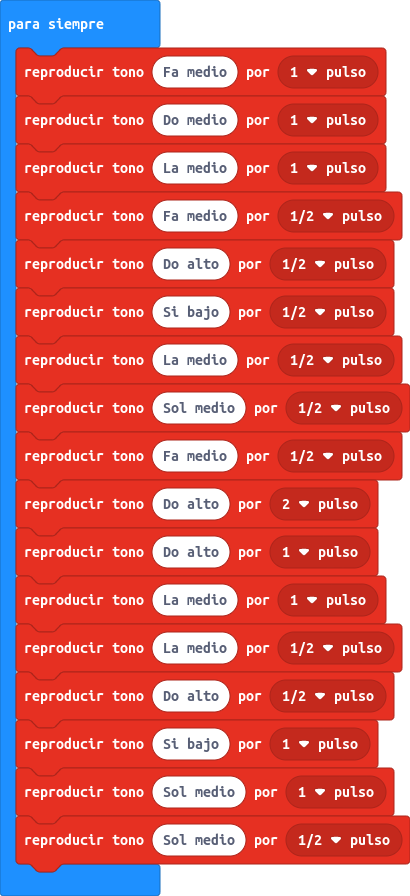 para siempre
reproducir tono Fa medio por 1 pulso
reproducir tono Do medio por 1 pulso
reproducir tono La medio por 1 pulso
reproducir tono Fa medio por 1/2 pulso
reproducir tono Do alto por 1/2 pulso
reproducir tono Si bajo por 1/2 pulso
reproducir tono La medio por 1/2 pulso
reproducir tono Sol medio por 1/2 pulso
reproducir tono Fa medio por 1/2 pulso
reproducir tono Do alto por 2 pulso
reproducir tono Do alto por 1 pulso
reproducir tono La medio por 1 pulso
reproducir tono La medio por 1/2 pulso
reproducir tono Do alto por 1/2 pulso
reproducir tono Si bajo por 1 pulso
reproducir tono Sol medio por 1 pulso
reproducir tono Sol medio por 1/2 pulso